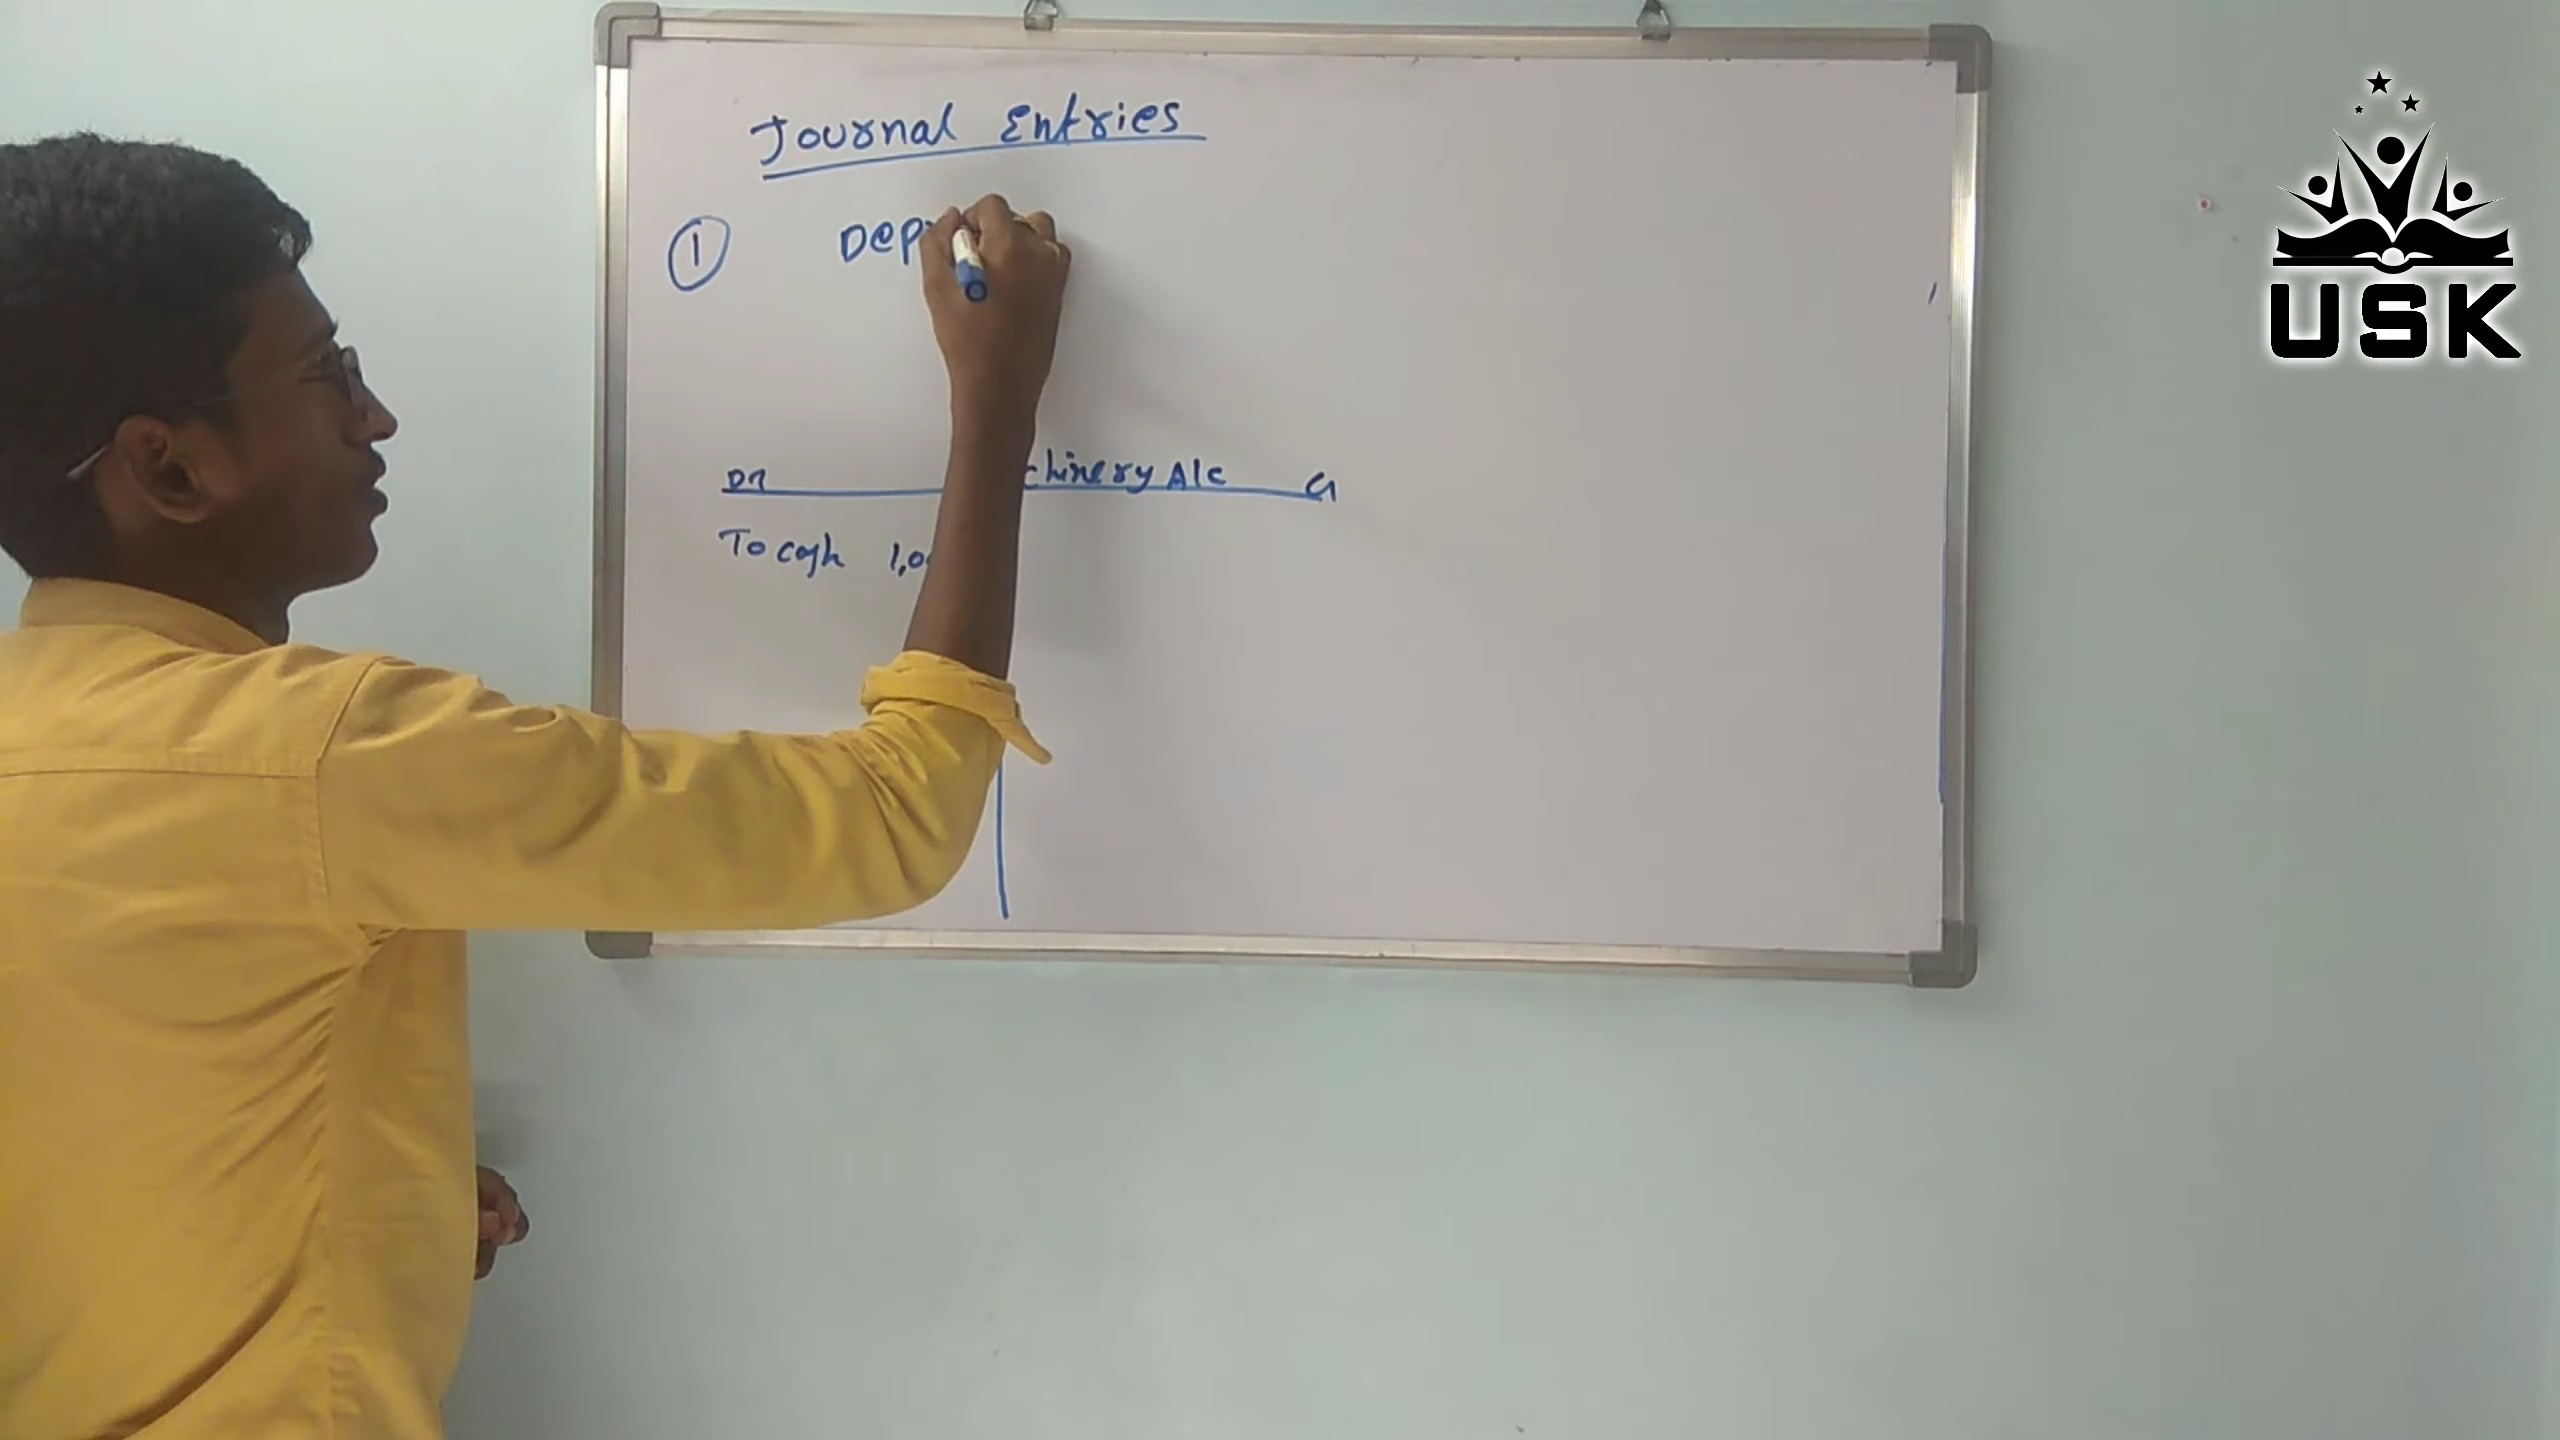 Journal Entries
① Dep
Dr chinery A/c Cr
To cash 1,0
USK